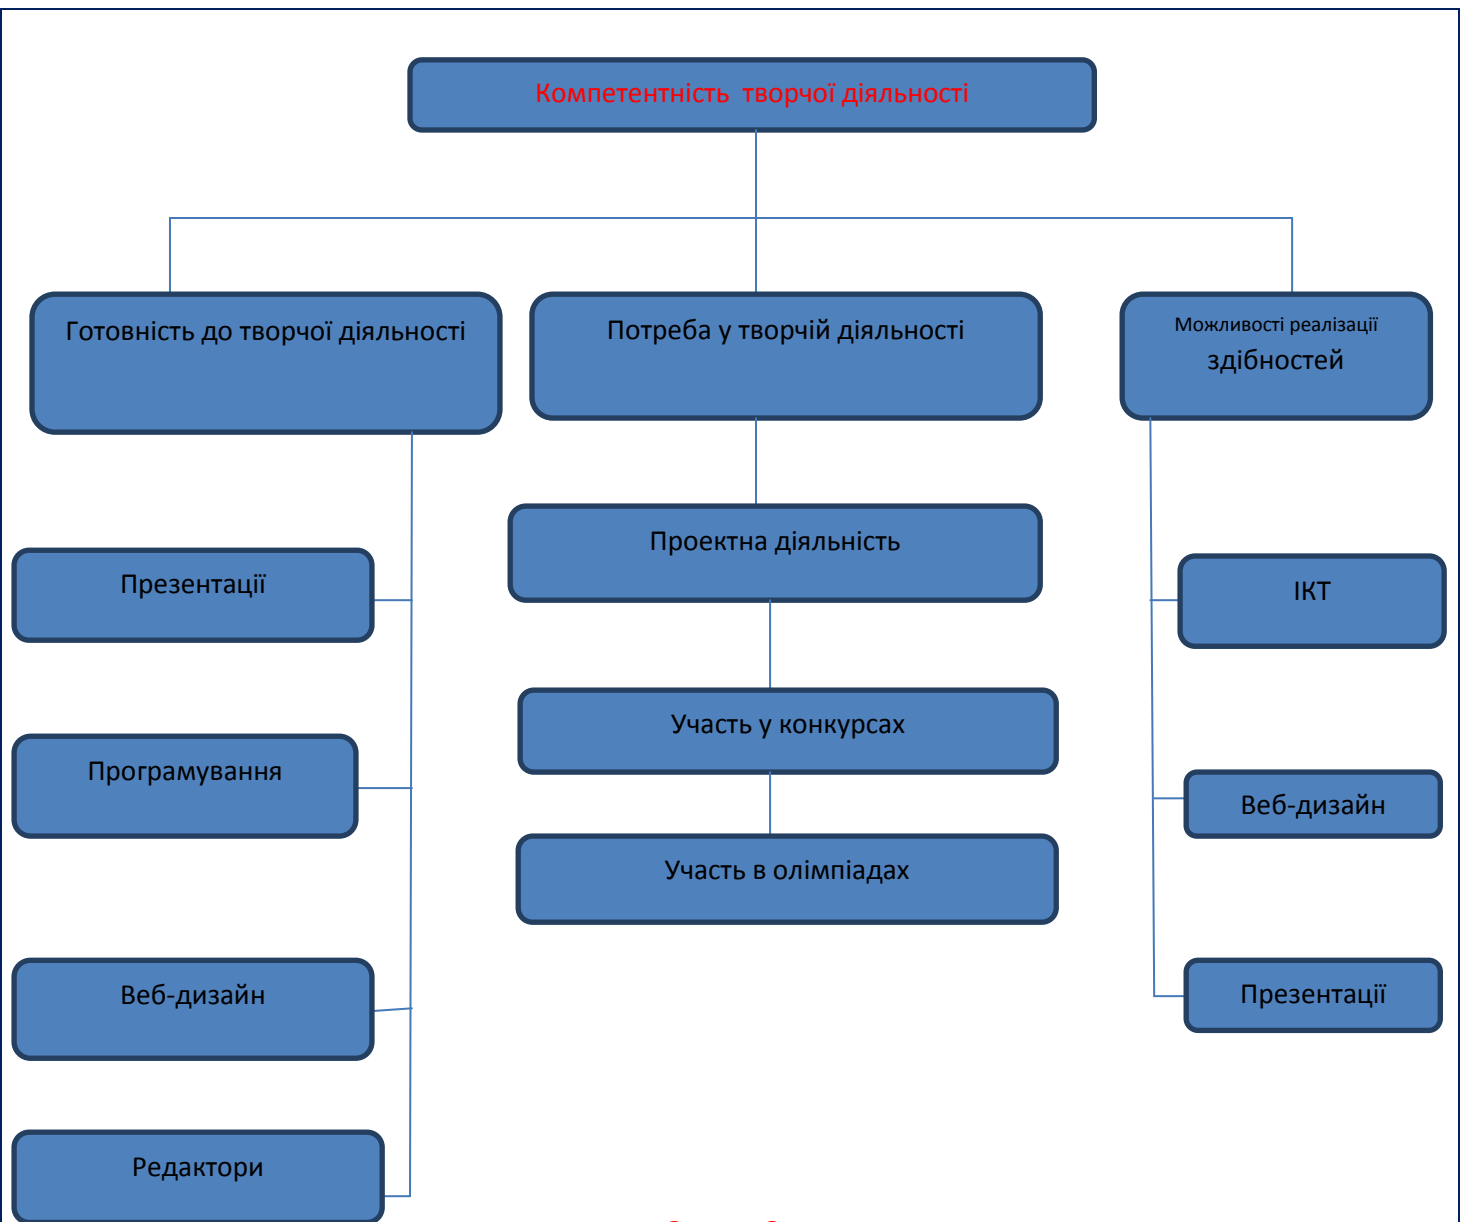 Компетентність творчої діяльності
Готовність до творчої діяльності
Потреба у творчій діяльності
Можливості реалізації
здібностей
Презентації
Програмування
Веб-дизайн
Редактори
Проектна діяльність
Участь у конкурсах
Участь в олімпіадах
ІКТ
Веб-дизайн
Презентації